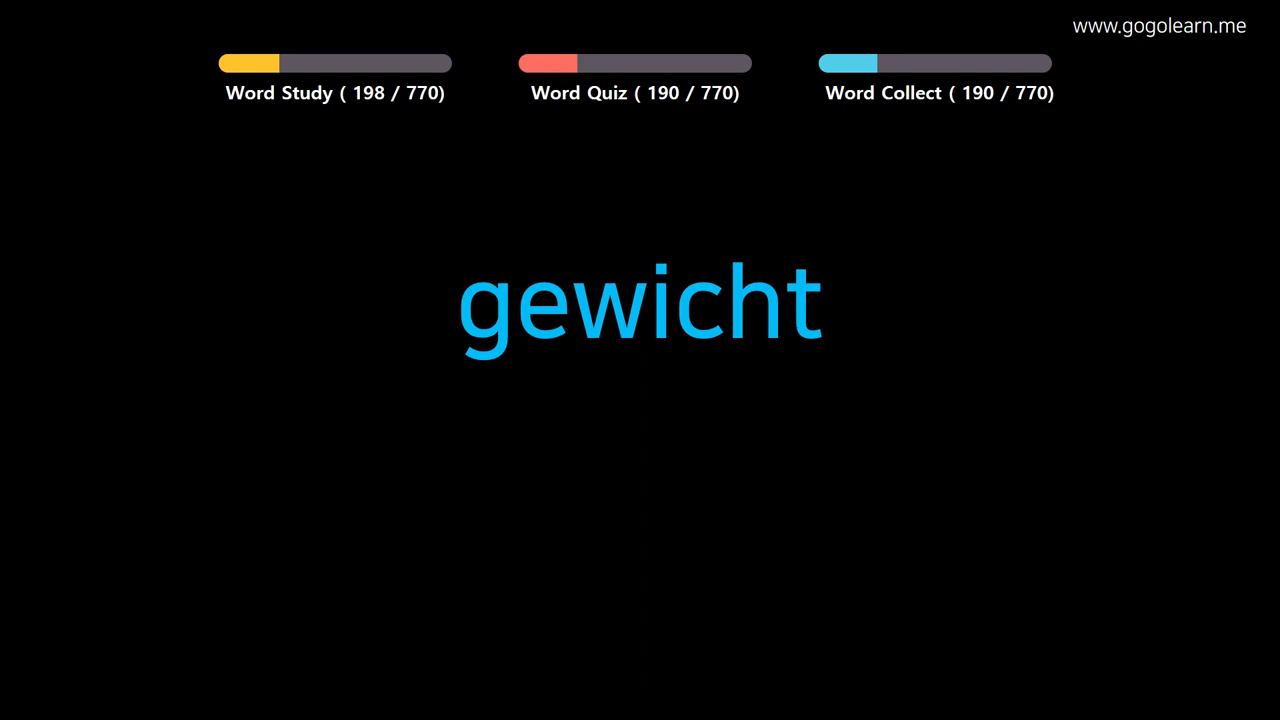 www.gogolearn.me
Word Study ( 198 / 770)
Word Quiz ( 190 / 770)
Word Collect ( 190 / 770)
gewicht